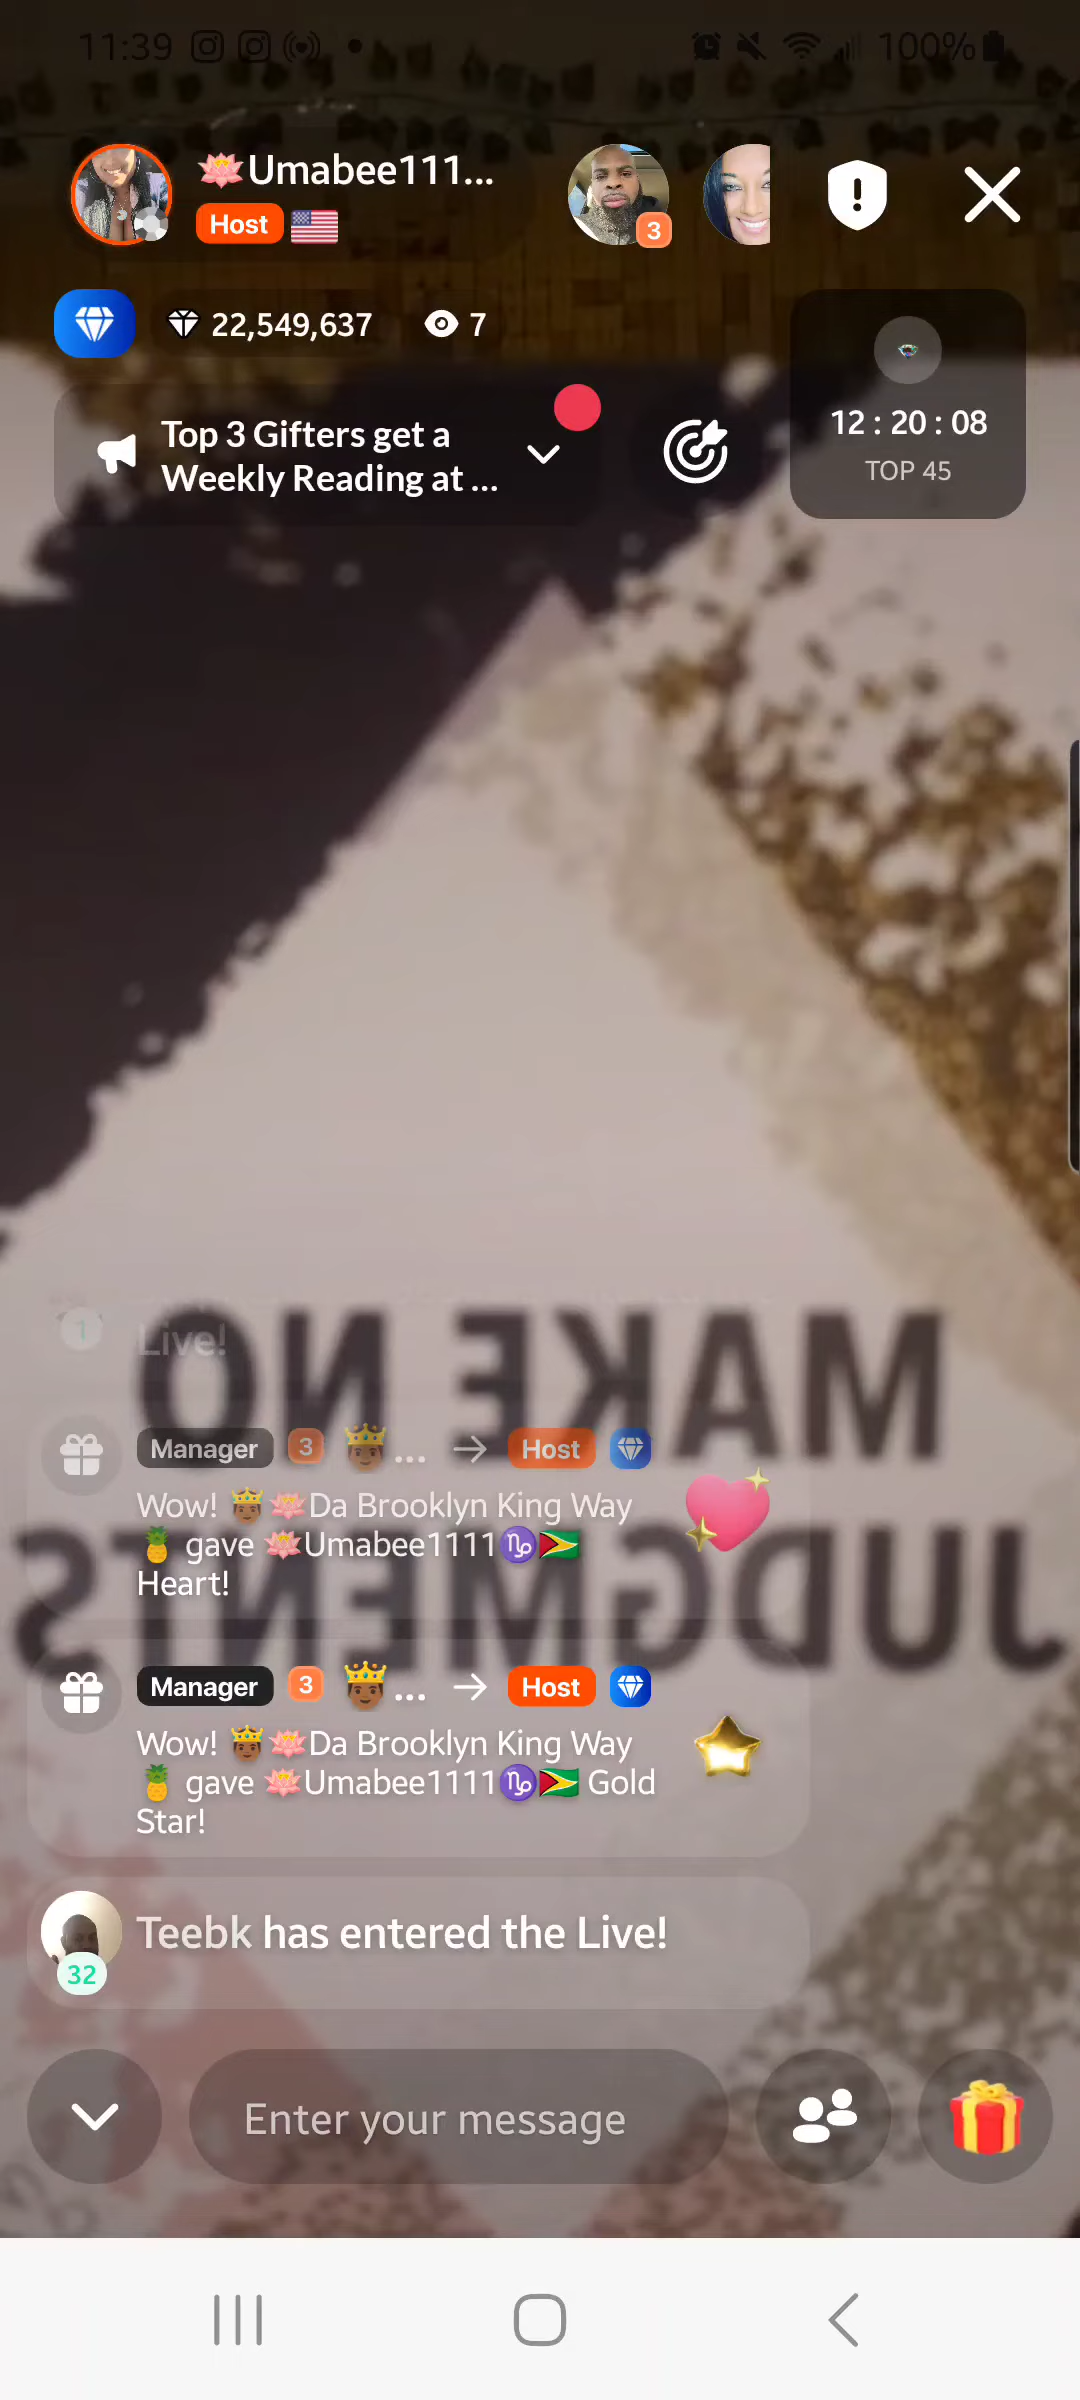 11:39
100%
🪷Umabee111...
Host
3
22,549,637
7
Top 3 Gifters get a
Weekly Reading at ...
12 : 20 : 08
TOP 45
1
Live!
MAKE NO
JUDGMENTS
Manager 3 🤴🏾... → Host
Wow! 🤴🏾🪷Da Brooklyn King Way
🍍 gave 🪷Umabee1111♑🇬🇾
Heart!
Manager 3 🤴🏾... → Host
Wow! 🤴🏾🪷Da Brooklyn King Way
🍍 gave 🪷Umabee1111♑🇬🇾 Gold
Star!
Teebk has entered the Live!
32
Enter your message